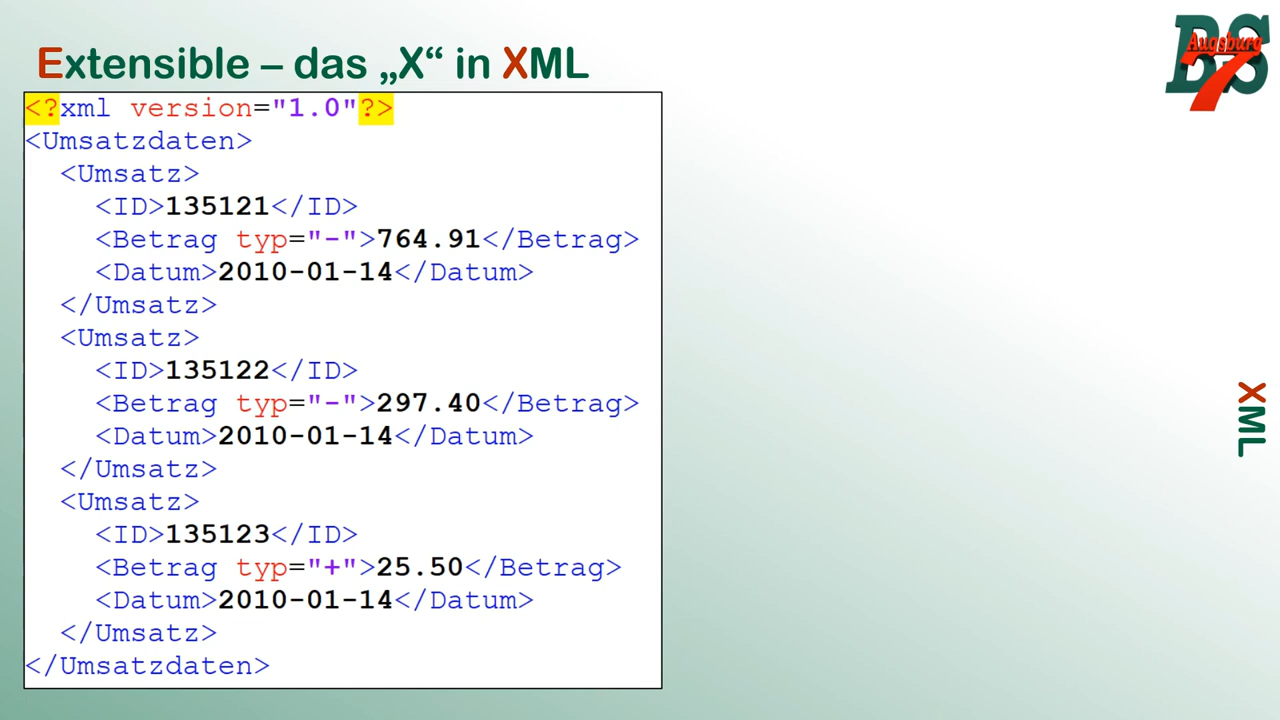 Extensible – das „X“ in XML
BS
Augsburg
7
<?xml version="1.0"?>
<Umsatzdaten>
  <Umsatz>
    <ID>135121</ID>
    <Betrag typ="-">764.91</Betrag>
    <Datum>2010-01-14</Datum>
  </Umsatz>
  <Umsatz>
    <ID>135122</ID>
    <Betrag typ="-">297.40</Betrag>
    <Datum>2010-01-14</Datum>
  </Umsatz>
  <Umsatz>
    <ID>135123</ID>
    <Betrag typ="+">25.50</Betrag>
    <Datum>2010-01-14</Datum>
  </Umsatz>
</Umsatzdaten>
XML